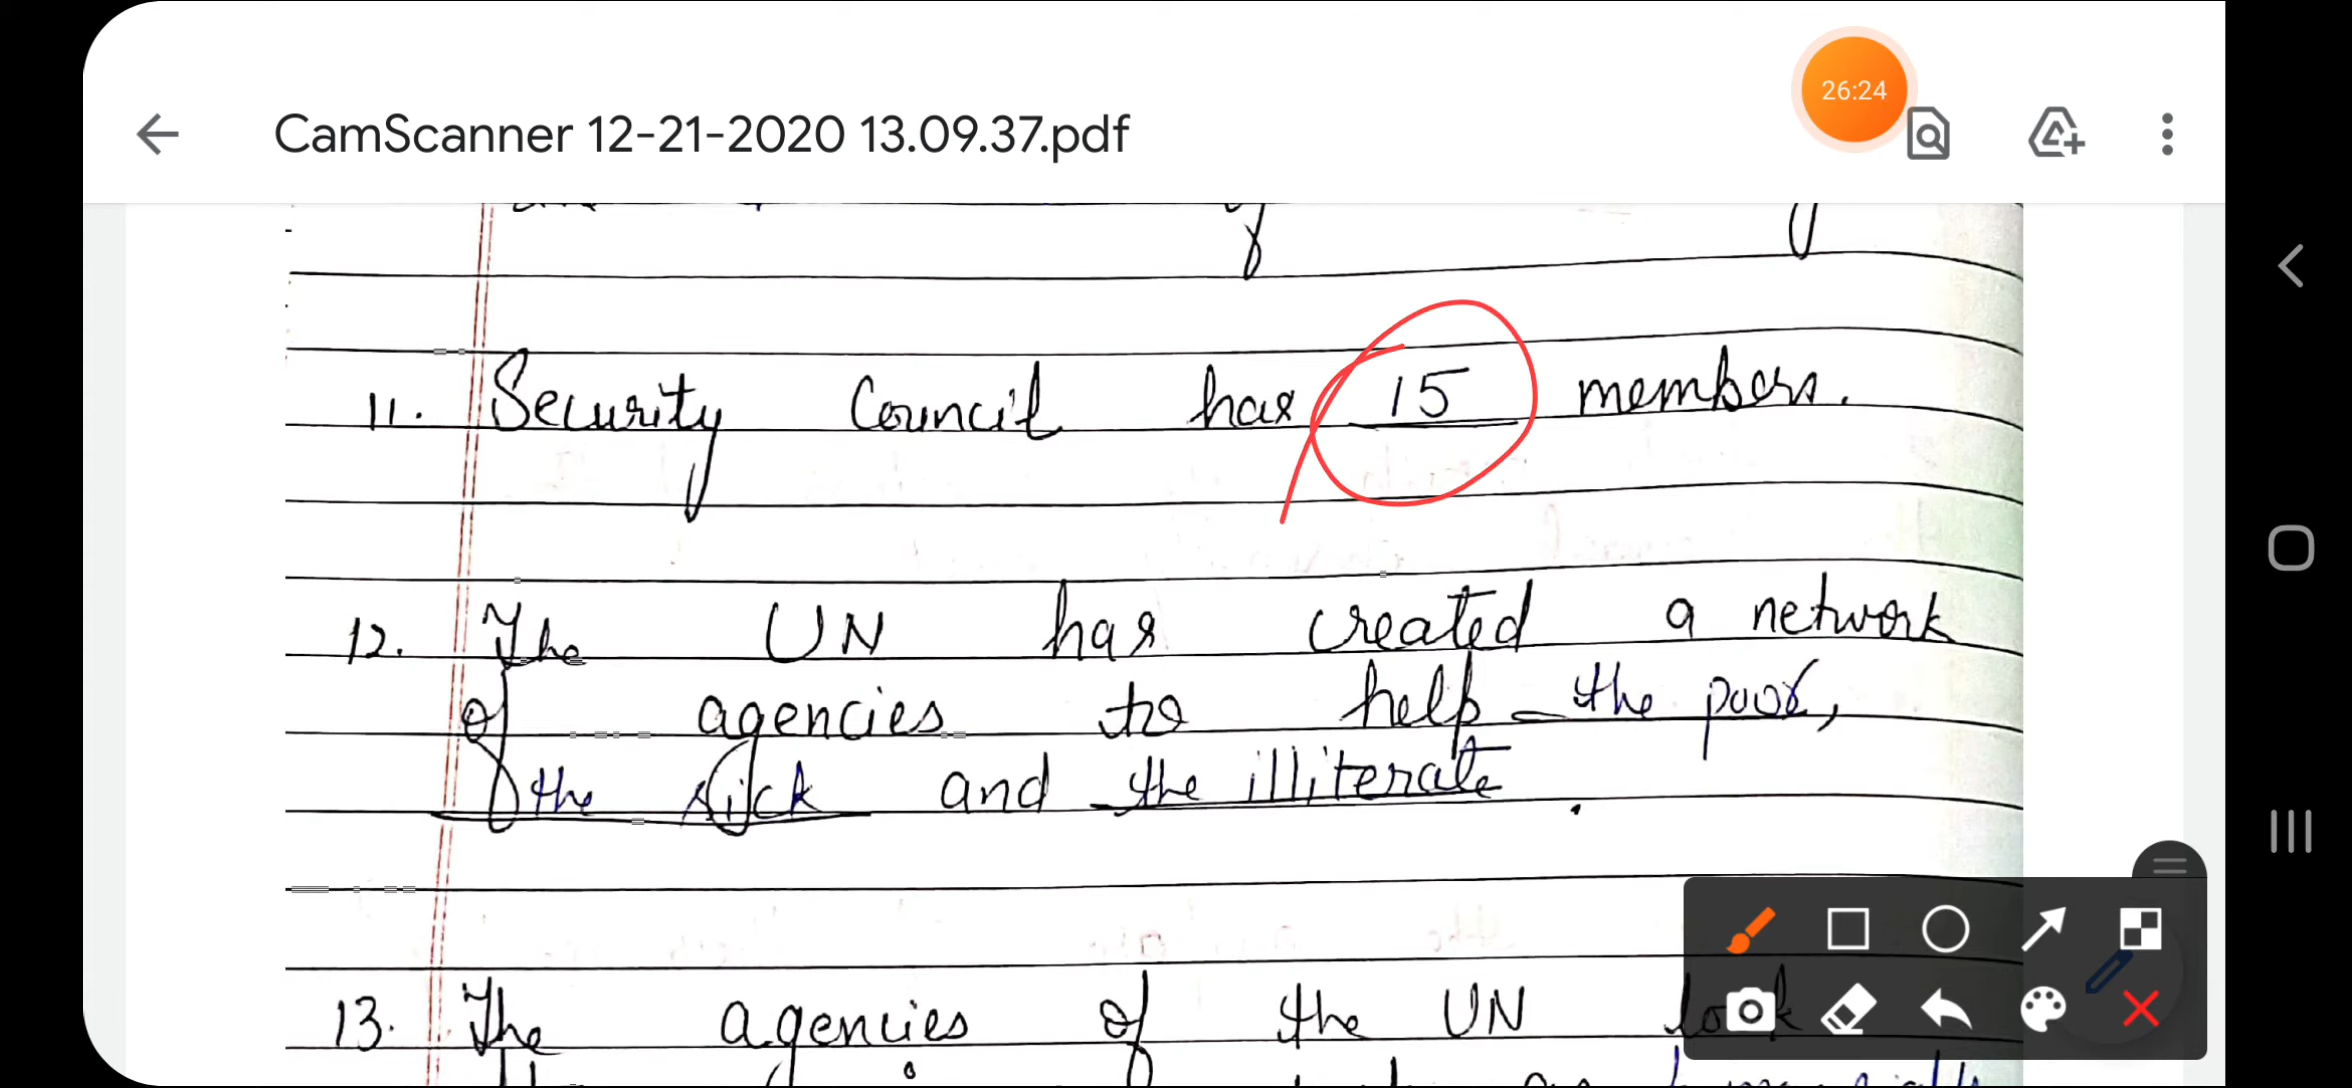 26:24
CamScanner 12-21-2020 13.09.37.pdf
11. Security Council has 15 members.
12. The UN has created a network
of agencies to help the poor,
the sick and the illiterate.
13. The agencies of the UN look